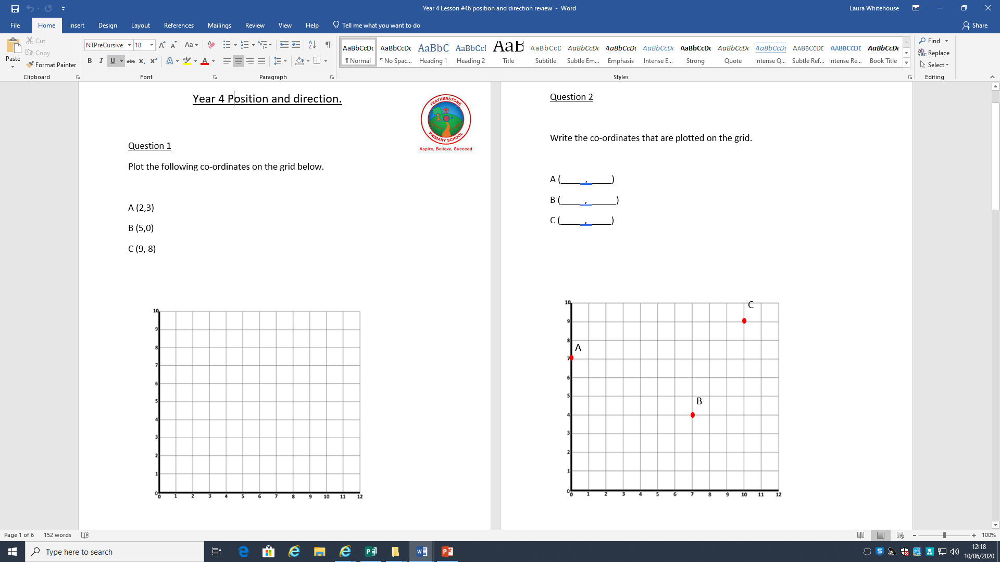 Year 4 Lesson #46 position and direction review - Word
Laura Whitehouse
File Home Insert Design Layout References Mailings Review View Help Tell me what you want to do Share
Paste
Cut
Copy
Format Painter
Clipboard
NTPreCursive 18
Font
Paragraph
AaBbCcDc AaBbCcDc AaBbC AaBbCcI AaB AaBbCcD AaBbCcDc AaBbCcDc AaBbCcDc AaBbCcDc AaBbCcDc AaBbCcDc AABBCCDE AABBCCDE AaBbCcDc
¶ Normal ¶ No Spac... Heading 1 Heading 2 Title Subtitle Subtle Em... Emphasis Intense E... Strong Quote Intense Q... Subtle Ref... Intense Re... Book Title
Styles
Find
Replace
Select
Editing
Year 4 Position and direction.
FEATHERSTONE
PRIMARY SCHOOL
Aspire, Believe, Succeed
Question 1
Plot the following co-ordinates on the grid below.
A (2,3)
B (5,0)
C (9, 8)
10
9
8
7
6
5
4
3
2
1
0
0 1 2 3 4 5 6 7 8 9 10 11 12
Question 2
Write the co-ordinates that are plotted on the grid.
A (_____,_____)
B (_____,______)
C (_____,_____)
10
9
8
7
6
5
4
3
2
1
0
C
A
B
0 1 2 3 4 5 6 7 8 9 10 11 12
Page 1 of 6 152 words
100%
Type here to search
12:18
10/06/2020